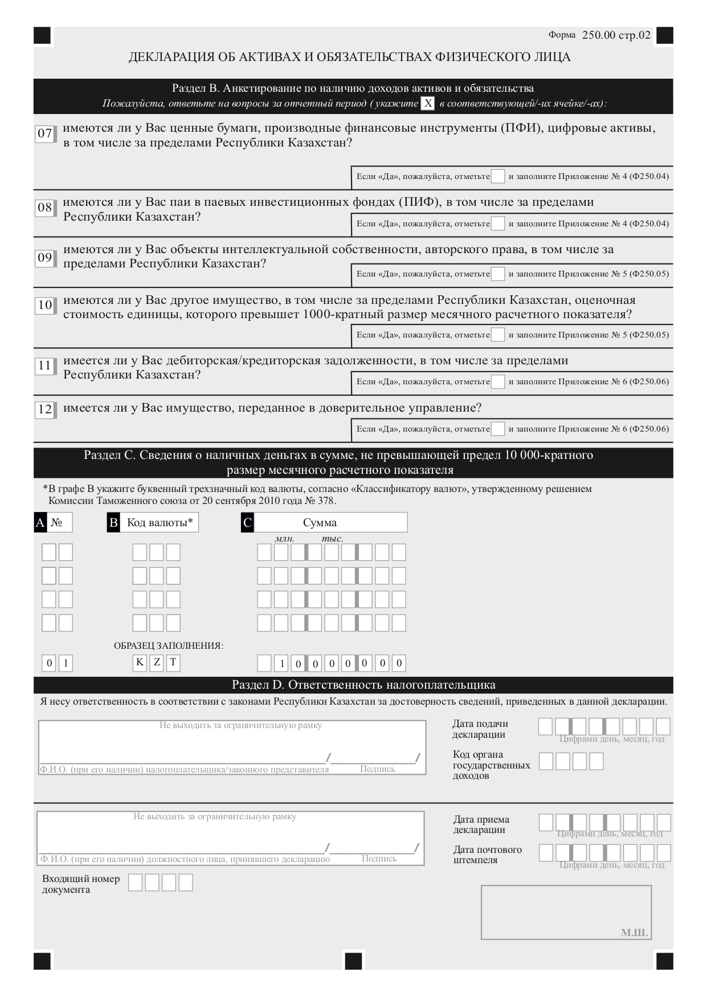 Форма 250.00 стр.02
ДЕКЛАРАЦИЯ ОБ АКТИВАХ И ОБЯЗАТЕЛЬСТВАХ ФИЗИЧЕСКОГО ЛИЦА
Раздел B. Анкетирование по наличию доходов активов и обязательства
Пожалуйста, ответьте на вопросы за отчетный период ( укажите X в соответствующей/-их ячейке/-ах):
07 имеются ли у Вас ценные бумаги, производные финансовые инструменты (ПФИ), цифровые активы,
в том числе за пределами Республики Казахстан?
Если «Да», пожалуйста, отметьте и заполните Приложение № 4 (Ф250.04)
08 имеются ли у Вас паи в паевых инвестиционных фондах (ПИФ), в том числе за пределами
Республики Казахстан?
Если «Да», пожалуйста, отметьте и заполните Приложение № 4 (Ф250.04)
09 имеются ли у Вас объекты интеллектуальной собственности, авторского права, в том числе за
пределами Республики Казахстан?
Если «Да», пожалуйста, отметьте и заполните Приложение № 5 (Ф250.05)
10 имеются ли у Вас другое имущество, в том числе за пределами Республики Казахстан, оценочная
стоимость единицы, которого превышет 1000-кратный размер месячного расчетного показателя?
Если «Да», пожалуйста, отметьте и заполните Приложение № 5 (Ф250.05)
11 имеется ли у Вас дебиторская/кредиторская задолженности, в том числе за пределами
Республики Казахстан?
Если «Да», пожалуйста, отметьте и заполните Приложение № 6 (Ф250.06)
12 имеется ли у Вас имущество, переданное в доверительное управление?
Если «Да», пожалуйста, отметьте и заполните Приложение № 6 (Ф250.06)
Раздел C. Сведения о наличных деньгах в сумме, не превышающей предел 10 000-кратного
размер месячного расчетного показателя
*В графе В укажите буквенный трехзначный код валюты, согласно «Классификатору валют», утвержденному решением
Комиссии Таможенного союза от 20 сентября 2010 года № 378.
A № B Код валюты* C Сумма
млн. тыс.
ОБРАЗЕЦ ЗАПОЛНЕНИЯ:
0 1 K Z T 1 0 0 0 0 0 0 0
Раздел D. Ответственность налогоплательщика
Я несу ответственность в соответствии с законами Республики Казахстан за достоверность сведений, приведенных в данной декларации.
Не выходить за ограничительную рамку
/ /
Ф.И.О. (при его наличии) налогоплательщика/законного представителя Подпись
Дата подачи
декларации
Цифрами день, месяц, год
Код органа
государственных
доходов
Не выходить за ограничительную рамку
/ /
Ф.И.О. (при его наличии) должностного лица, принявшего декларацию Подпись
Дата приема
декларации
Цифрами день, месяц, год
Дата почтового
штемпеля
Цифрами день, месяц, год
Входящий номер
документа
М.Ш.